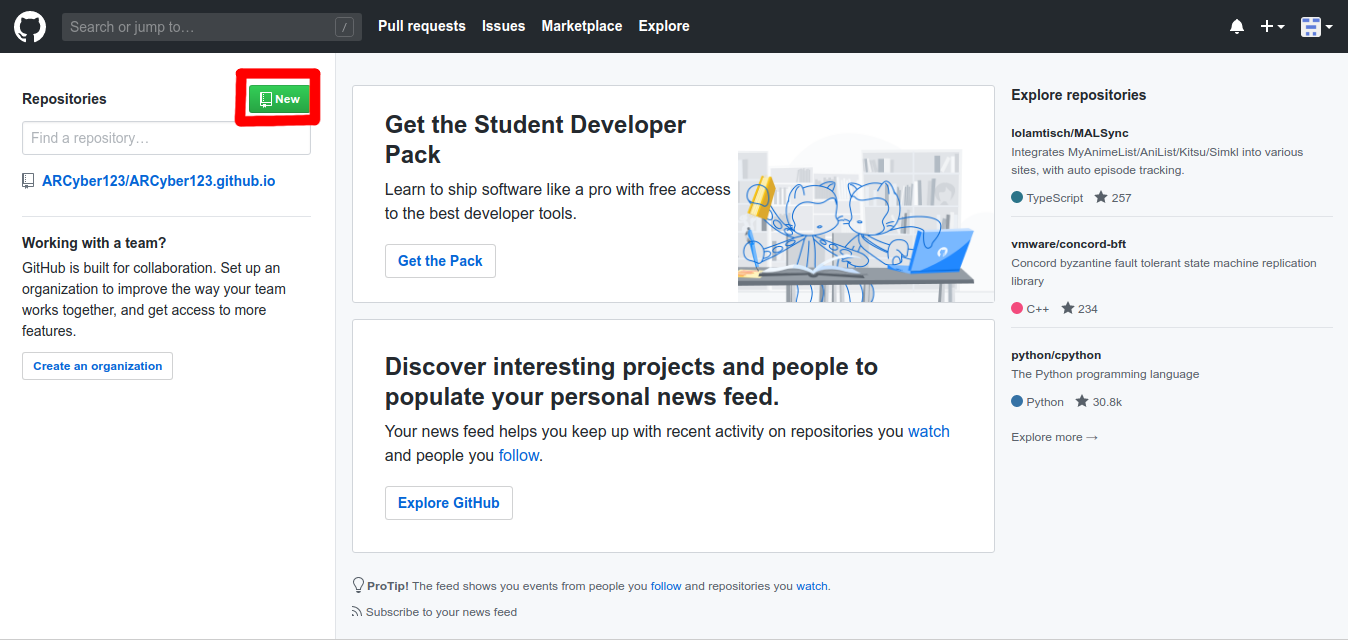 Search or jump to… /
Pull requests Issues Marketplace Explore
Repositories
New
Find a repository…
ARCyber123/ARCyber123.github.io
Working with a team?
GitHub is built for collaboration. Set up an
organization to improve the way your team
works together, and get access to more
features.
Create an organization
Get the Student Developer
Pack
Learn to ship software like a pro with free access
to the best developer tools.
Get the Pack
Discover interesting projects and people to
populate your personal news feed.
Your news feed helps you keep up with recent activity on repositories you watch
and people you follow.
Explore GitHub
ProTip! The feed shows you events from people you follow and repositories you watch.
Subscribe to your news feed
Explore repositories
lolamtisch/MALSync
Integrates MyAnimeList/AniList/Kitsu/Simkl into various
sites, with auto episode tracking.
TypeScript 257
vmware/concord-bft
Concord byzantine fault tolerant state machine replication
library
C++ 234
python/cpython
The Python programming language
Python 30.8k
Explore more →